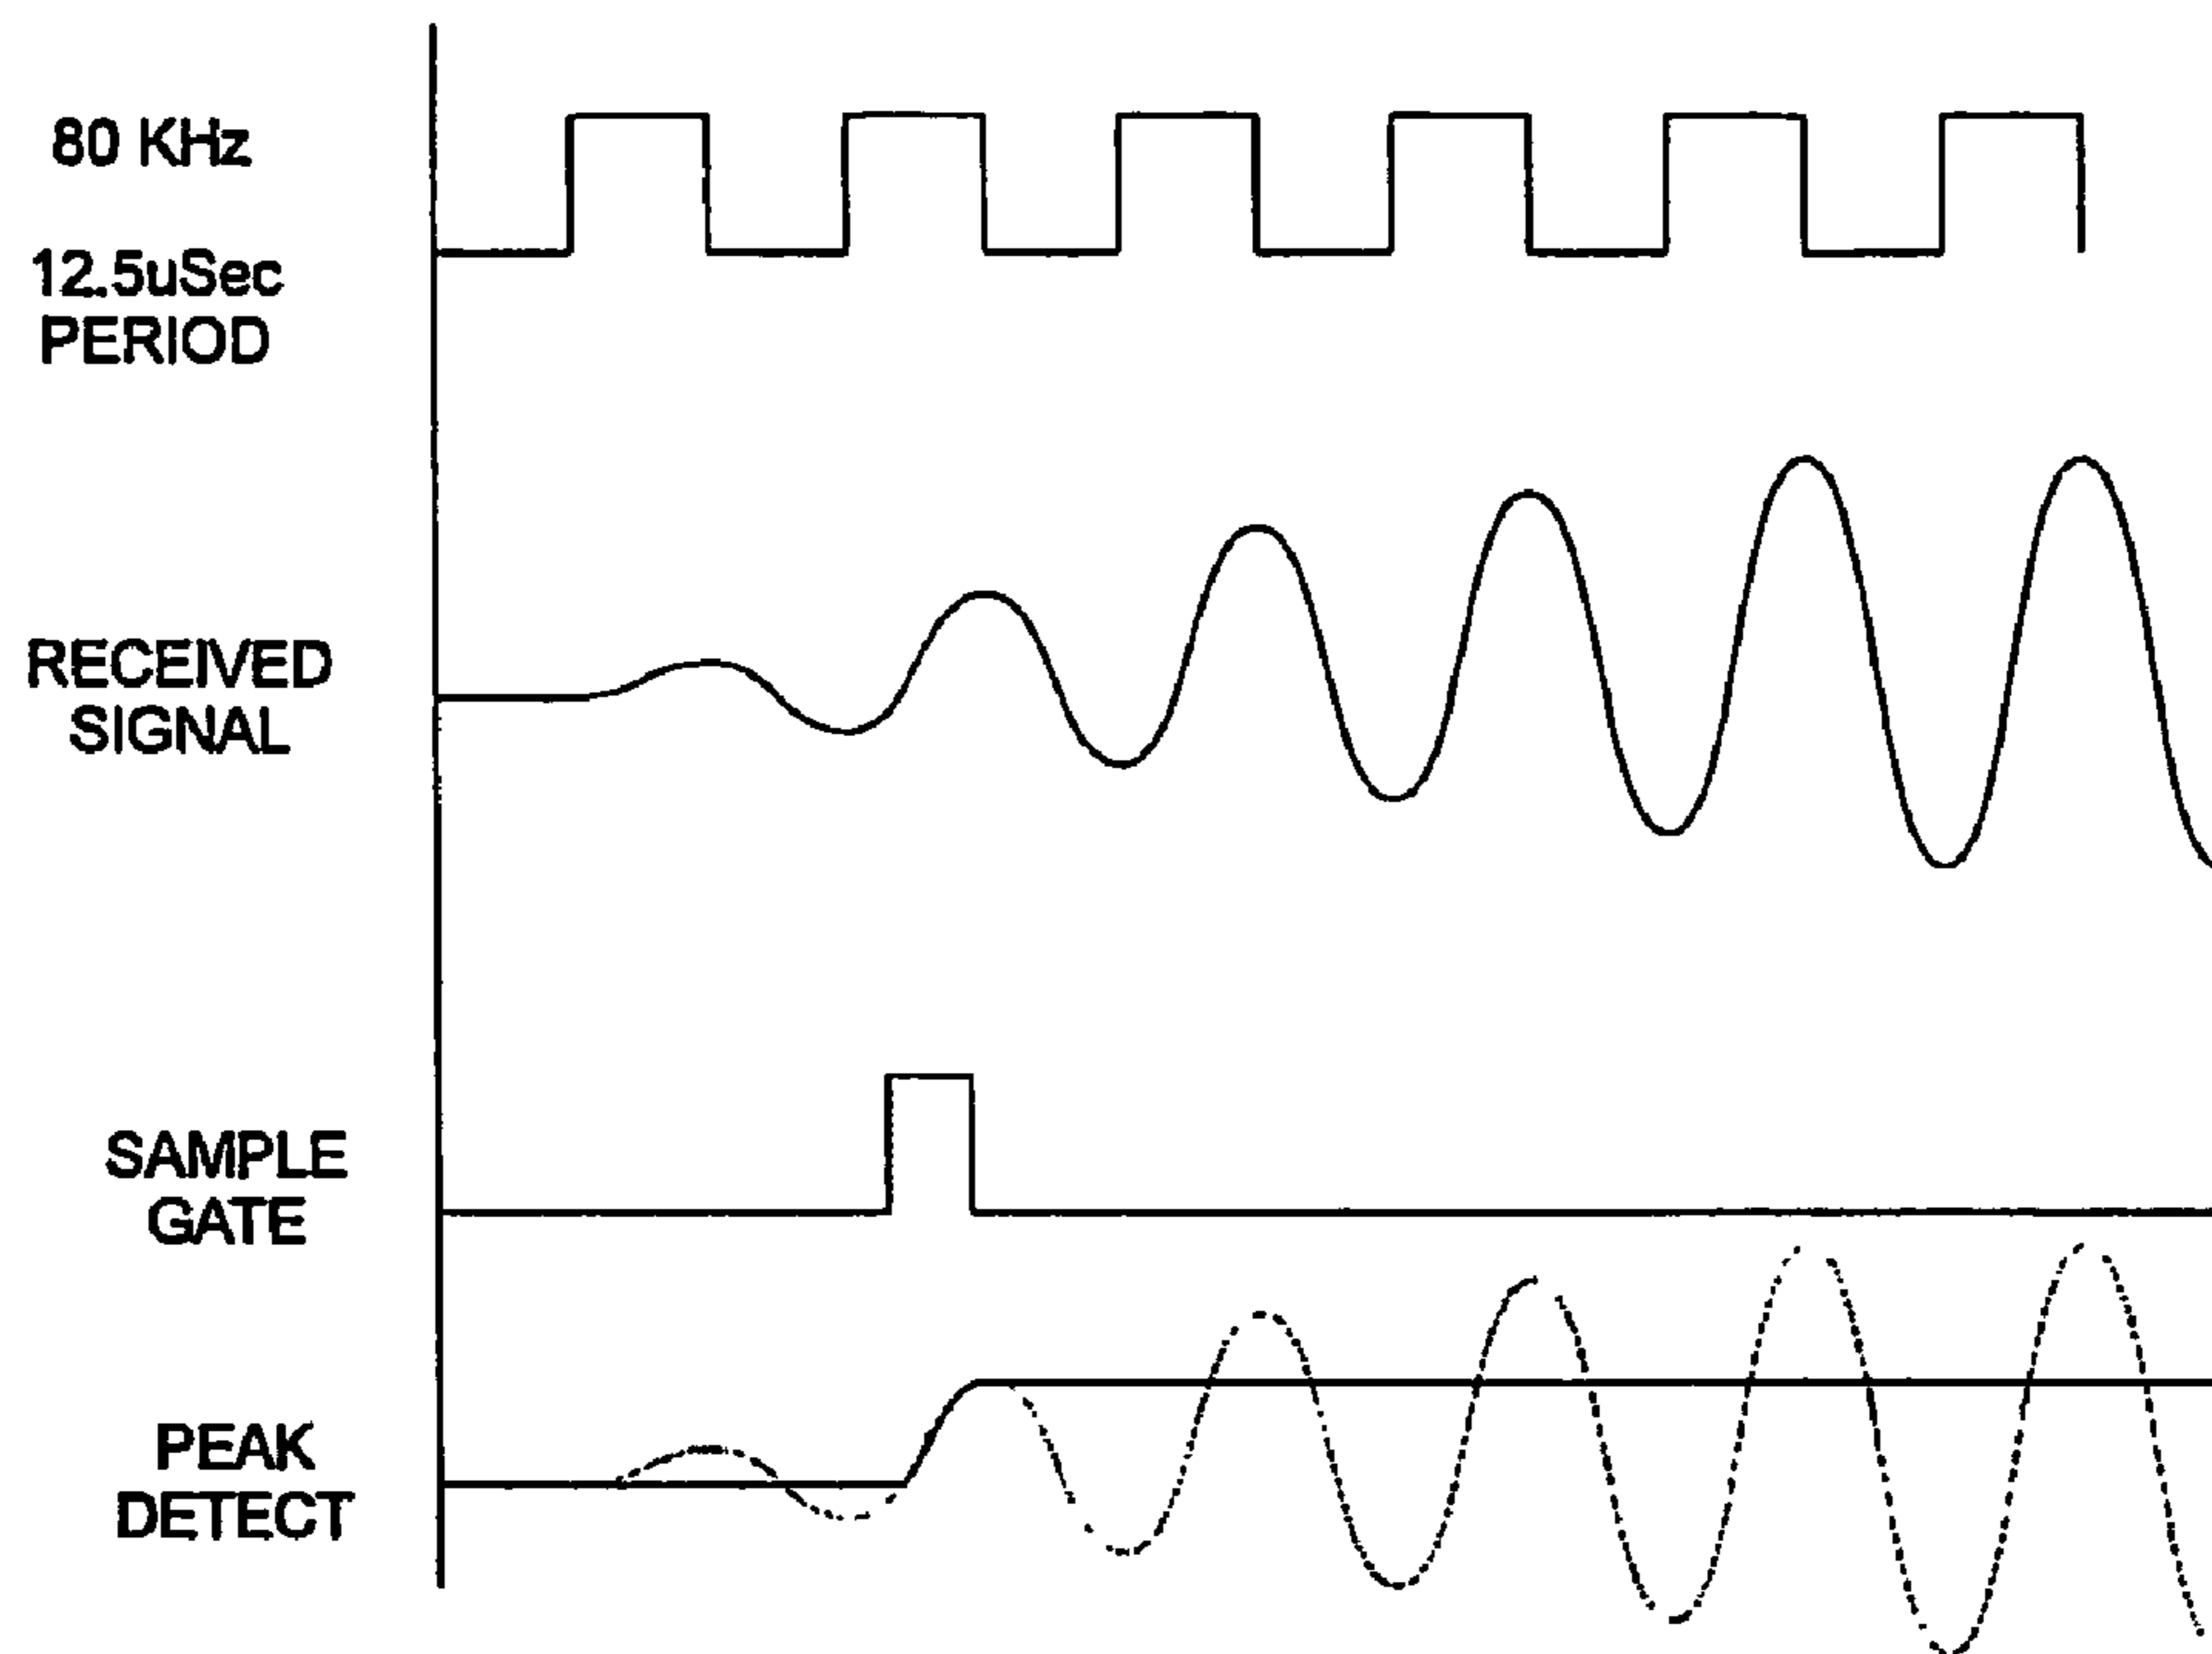 80 KHz
12.5uSec
PERIOD
RECEIVED
SIGNAL
SAMPLE
GATE
PEAK
DETECT